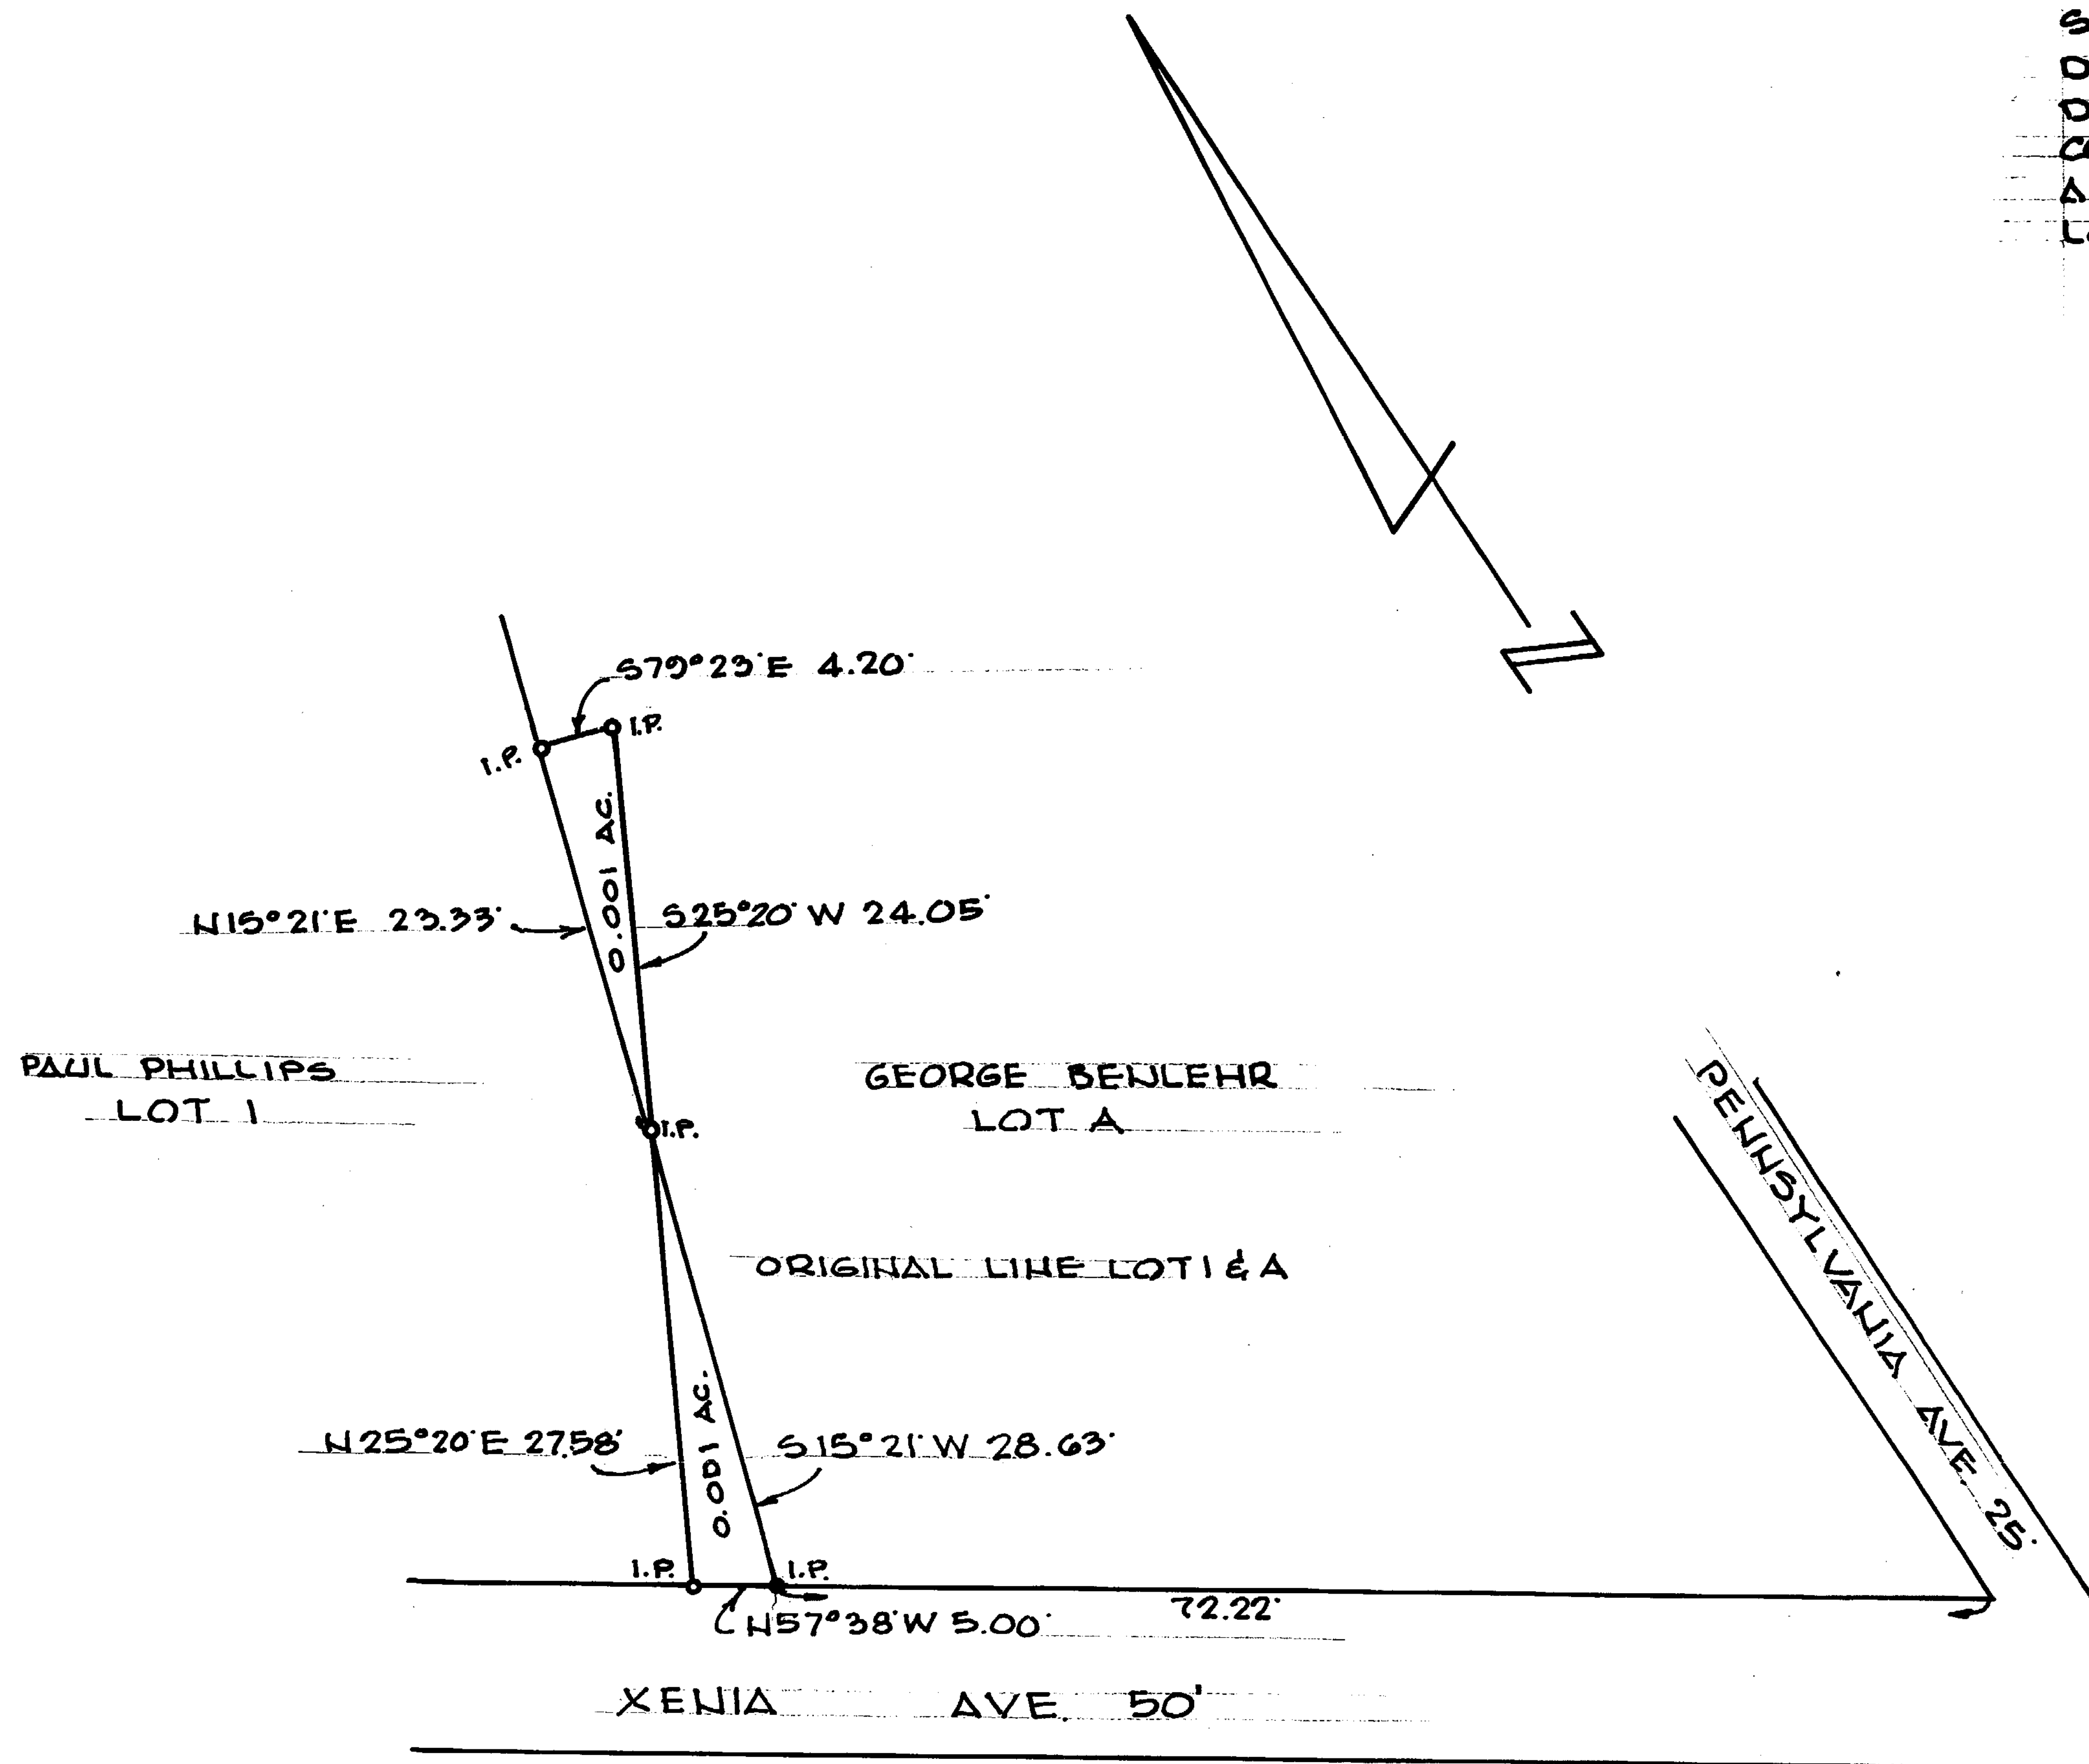 S79°23'E 4.20'
I.P.
I.P.
0.001 AC.
N15°21'E 23.33'
S25°20'W 24.05'
PAUL PHILLIPS
LOT 1
GEORGE BENLEHR
LOT A
I.P.
PENNSYLVANIA AVE. 25'
ORIGINAL LINE LOT 1 & A
0.001 AC.
N25°20'E 27.58'
S15°21'W 28.63'
I.P.
I.P.
72.22'
N57°38'W 5.00'
XENIA AVE. 50'
N
S
D
D
G
A
L